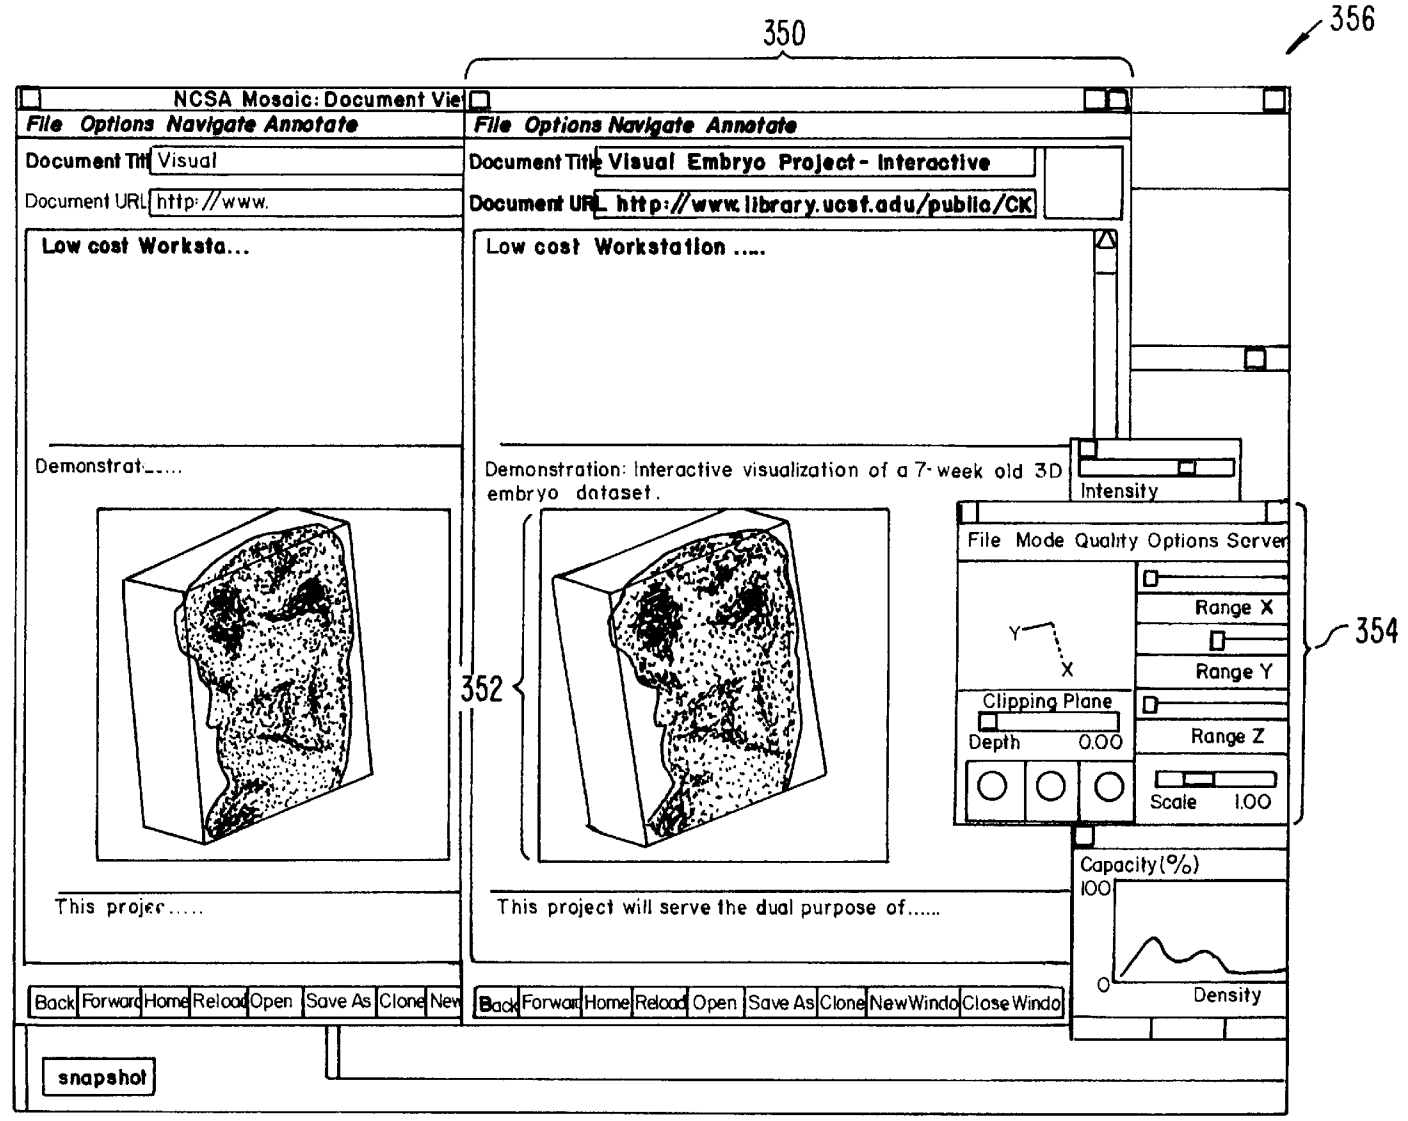 356
350
NCSA Mosaic: Document Vie
File Options Navigate Annotate
Document Titl Visual
Document URL http://www.
Low cost Worksta...
Demonstrat.....
This projec.....
Back Forward Home Reload Open Save As Clone New
snapshot
File Options Navigate Annotate
Document Title Visual Embryo Project - Interactive
Document URL http://www.library.ucsf.adu/public/CK
Low cost Workstation .....
Demonstration: Interactive visualization of a 7-week old 3D
embryo dataset.
352
This project will serve the dual purpose of......
Back Forward Home Reload Open Save As Clone New Windo Close Windo
Intensity
File Mode Quality Options Server
Y
X
Clipping Plane
Depth 0.00
Range X
Range Y
Range Z
Scale 1.00
354
Capacity (%)
100
0
Density